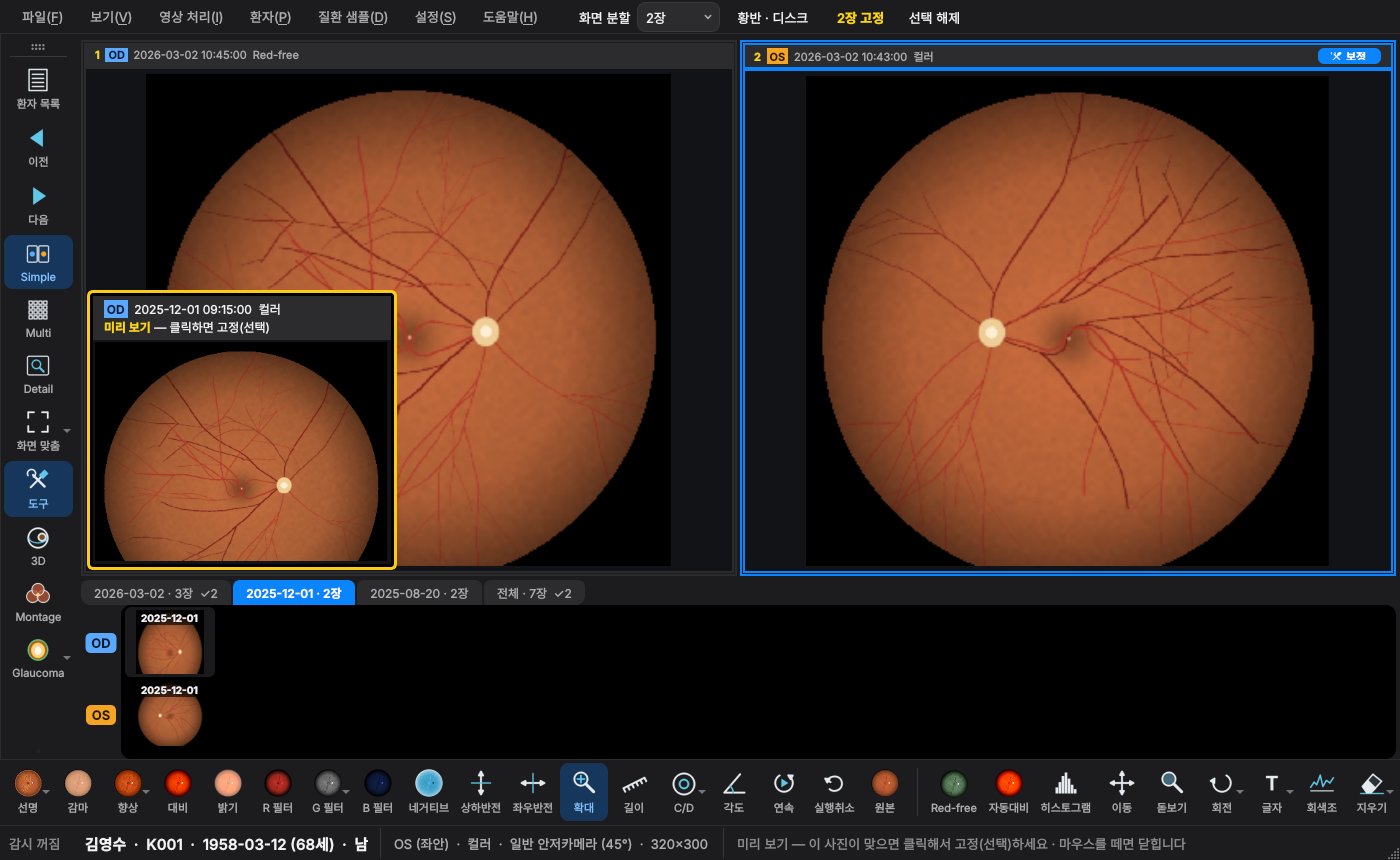 파일(F) 보기(V) 영상 처리(I) 환자(P) 질환 샘플(D) 설정(S) 도움말(H) 화면 분할 2장 황반 · 디스크 2장 고정 선택 해제
환자 목록
이전
다음
Simple
Multi
Detail
화면 맞춤
도구
3D
Montage
Glaucoma
1 OD 2026-03-02 10:45:00 Red-free
2 OS 2026-03-02 10:43:00 컬러 보정
OD 2025-12-01 09:15:00 컬러
미리 보기 — 클릭하면 고정(선택)
2026-03-02 · 3장 ✓2 2025-12-01 · 2장 2025-08-20 · 2장 전체 · 7장 ✓2
OD 2025-12-01
OS 2025-12-01
선명 감마 향상 대비 밝기 R 필터 G 필터 B 필터 네거티브 상하반전 좌우반전 확대 길이 C/D 각도 연속 실행취소 원본 Red-free 자동대비 히스토그램 이동 돋보기 회전 T 글자 회색조 지우기
감시 꺼짐 김영수 · K001 · 1958-03-12 (68세) · 남 OS (좌안) · 컬러 · 일반 안저카메라 (45°) · 320×300 미리 보기 — 이 사진이 맞으면 클릭해서 고정(선택)하세요 · 마우스를 떼면 닫힙니다